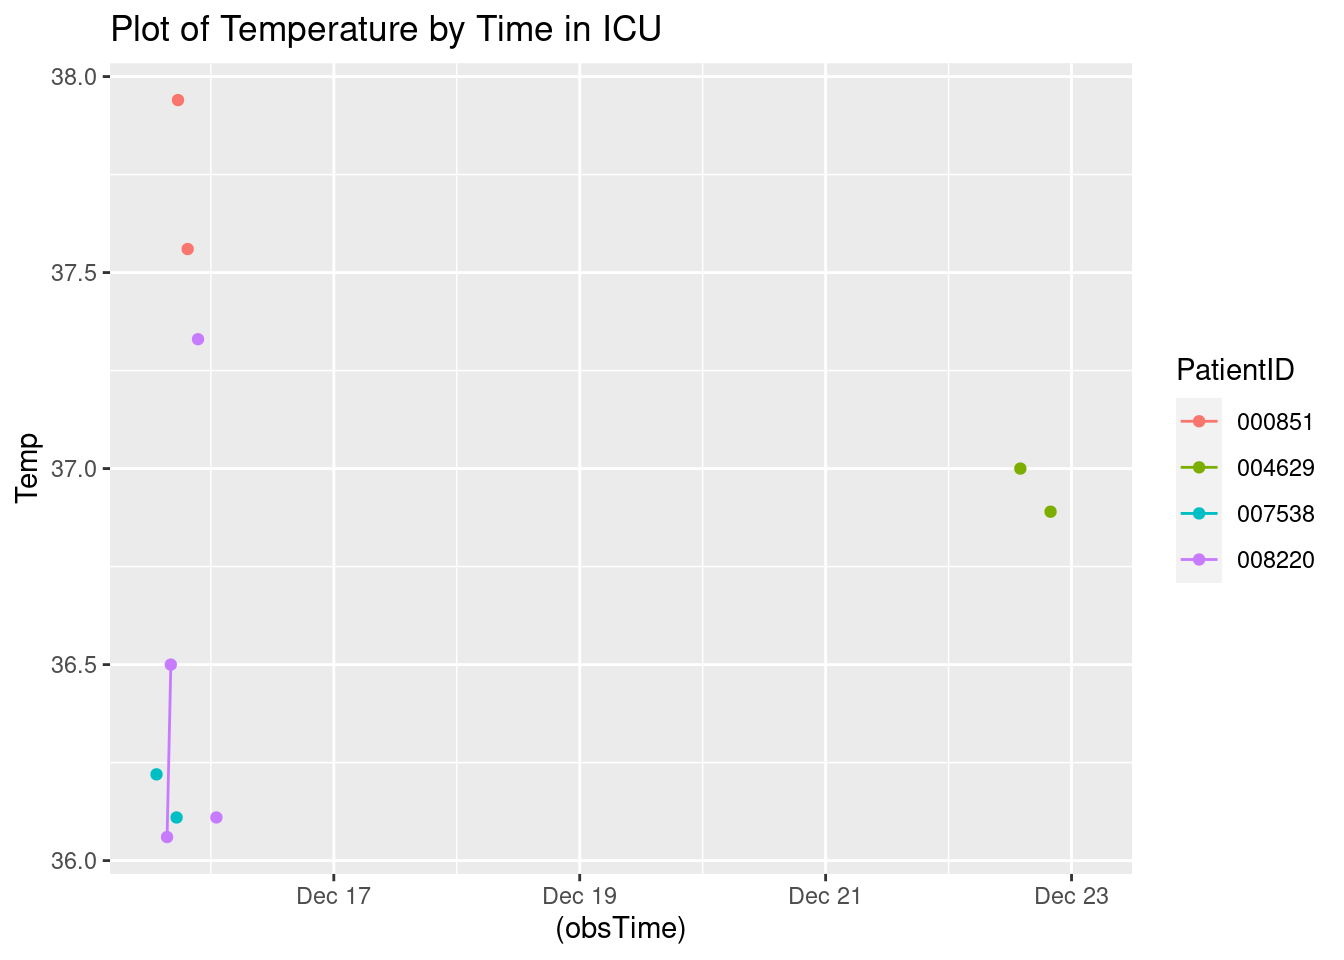 Plot of Temperature by Time in ICU
38.0
37.5
37.0
36.5
36.0
Temp
Dec 17
Dec 19
Dec 21
Dec 23
(obsTime)
PatientID
000851
004629
007538
008220